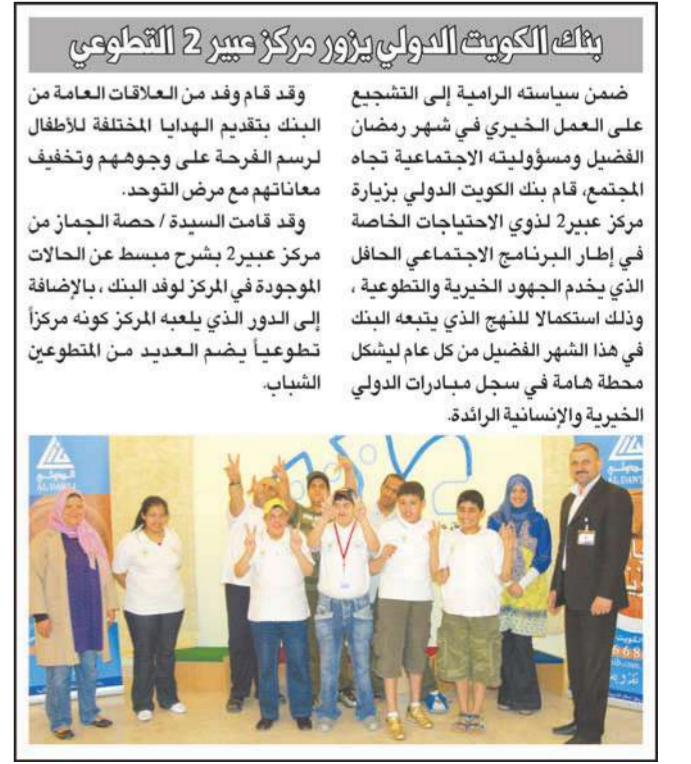 بنك الكويت الدولي يزور مركز عبير 2 التطوعي
ضمن سياسته الرامية إلى التشجيع
على العمل الخيري في شهر رمضان
الفضيل ومسؤوليته الاجتماعية تجاه
المجتمع، قام بنك الكويت الدولي بزيارة
مركز عبير2 لذوي الاحتياجات الخاصة
في إطار البرنامج الاجتماعي الحافل
الذي يخدم الجهود الخيرية والتطوعية ،
وذلك استكمالا للنهج الذي يتبعه البنك
في هذا الشهر الفضيل من كل عام ليشكل
محطة هامة في سجل مبادرات الدولي
الخيرية والإنسانية الرائدة.
وقد قام وفد من العلاقات العامة من
البنك بتقديم الهدايا المختلفة للأطفال
لرسم الفرحة على وجوههم وتخفيف
معاناتهم مع مرض التوحد.
وقد قامت السيدة / حصة الجماز من
مركز عبير2 بشرح مبسط عن الحالات
الموجودة في المركز لوفد البنك ، بالإضافة
إلى الدور الذي يلعبه المركز كونه مركزاً
تطوعياً يضم العديد من المتطوعين
الشباب.
الدولي
AL DAWLI
الدولي
AL DAWLI